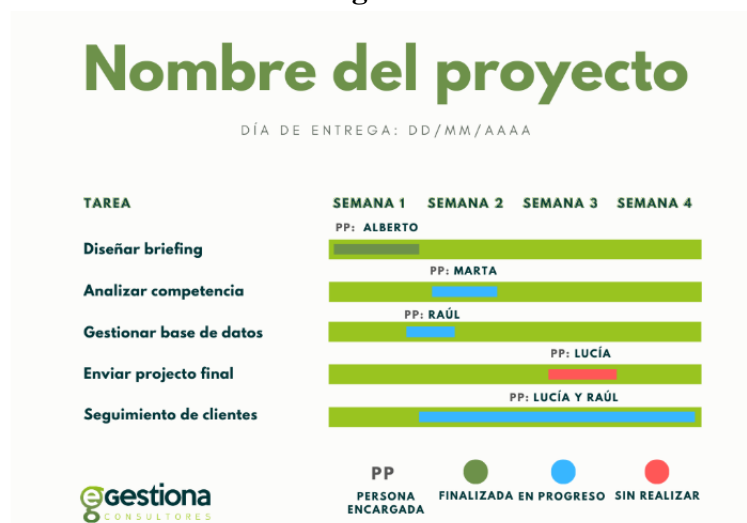 Nombre del proyecto
DÍA DE ENTREGA: DD/MM/AAAA
TAREA SEMANA 1 SEMANA 2 SEMANA 3 SEMANA 4
PP: ALBERTO
Diseñar briefing
PP: MARTA
Analizar competencia
PP: RAÚL
Gestionar base de datos
PP: LUCÍA
Enviar projecto final
PP: LUCÍA Y RAÚL
Seguimiento de clientes
PP
PERSONA ENCARGADA
FINALIZADA
EN PROGRESO
SIN REALIZAR
egestiona
CONSULTORES